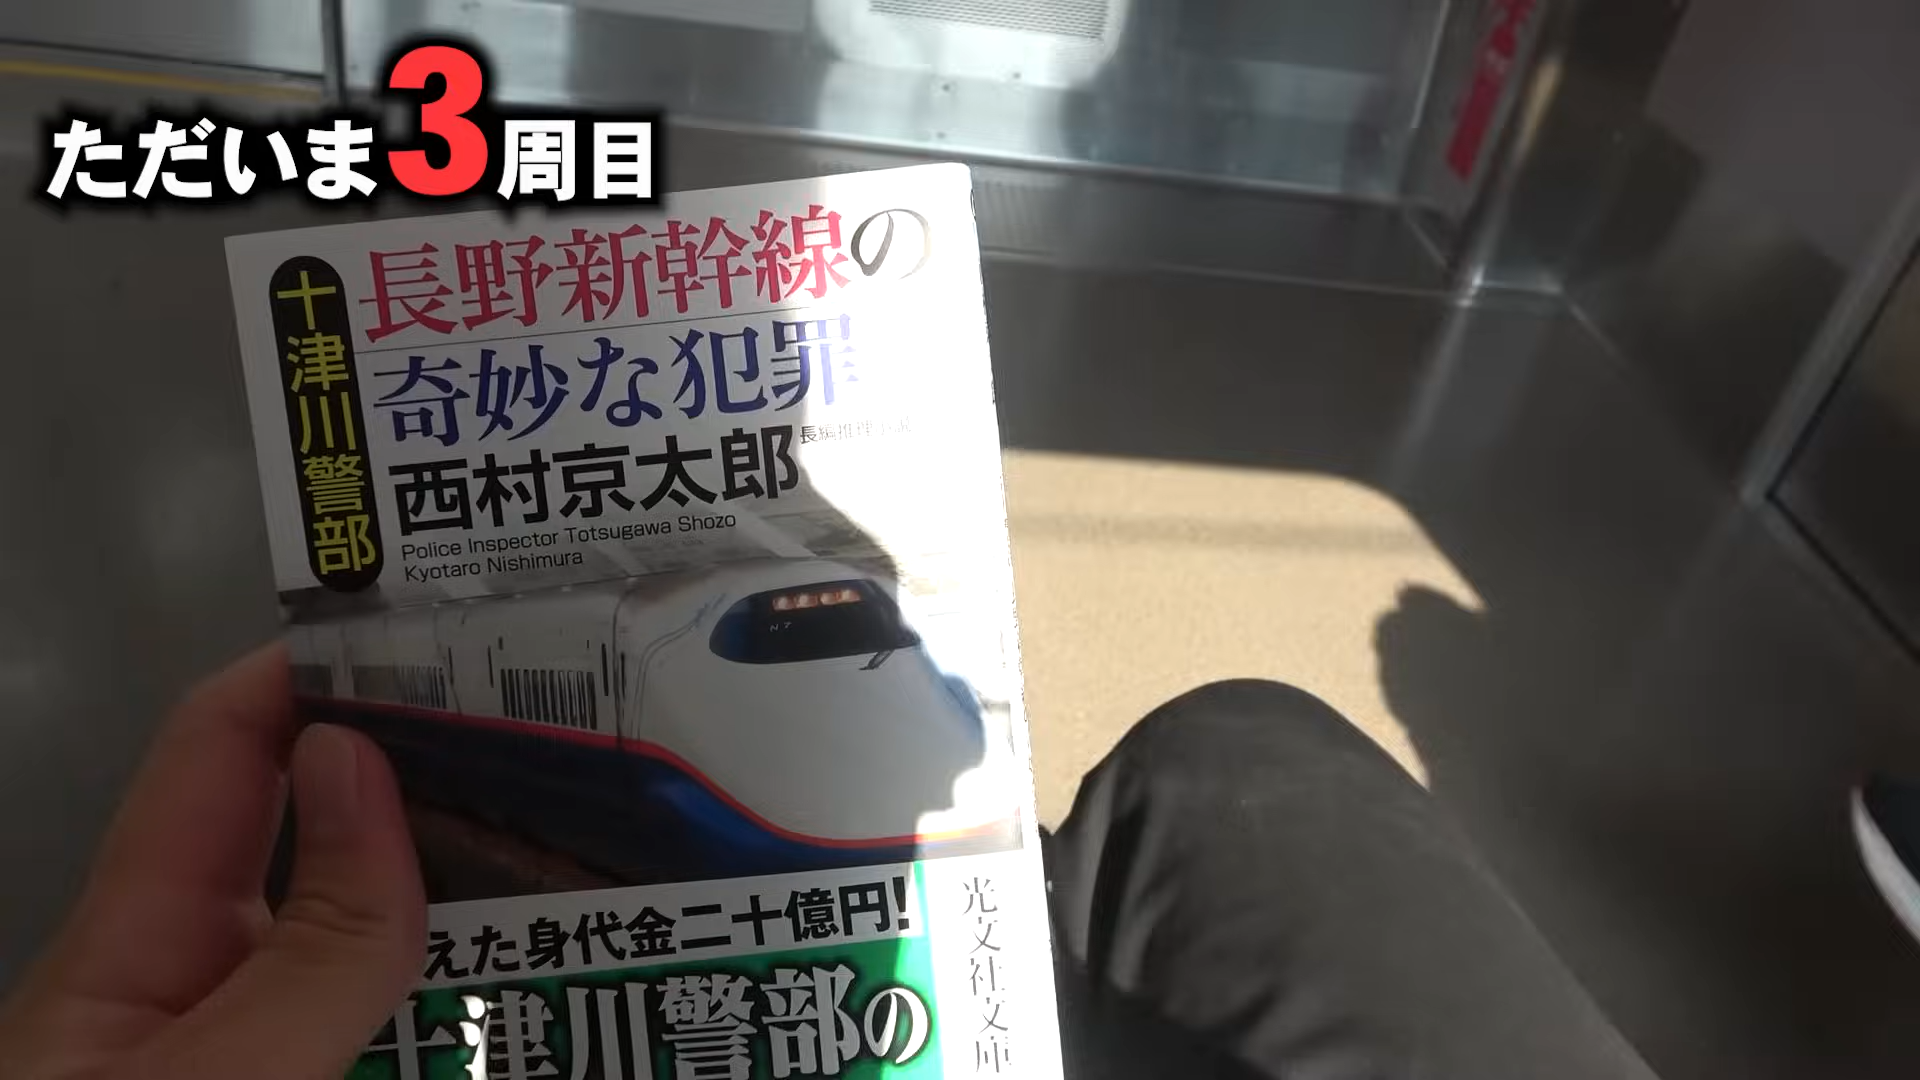 ただいま3周目
長野新幹線の
奇妙な犯罪
十津川警部
西村京太郎
長編推理小説
Police Inspector Totsugawa Shozo
Kyotaro Nishimura
えた身代金二十億円!
十津川警部の
光文社文庫